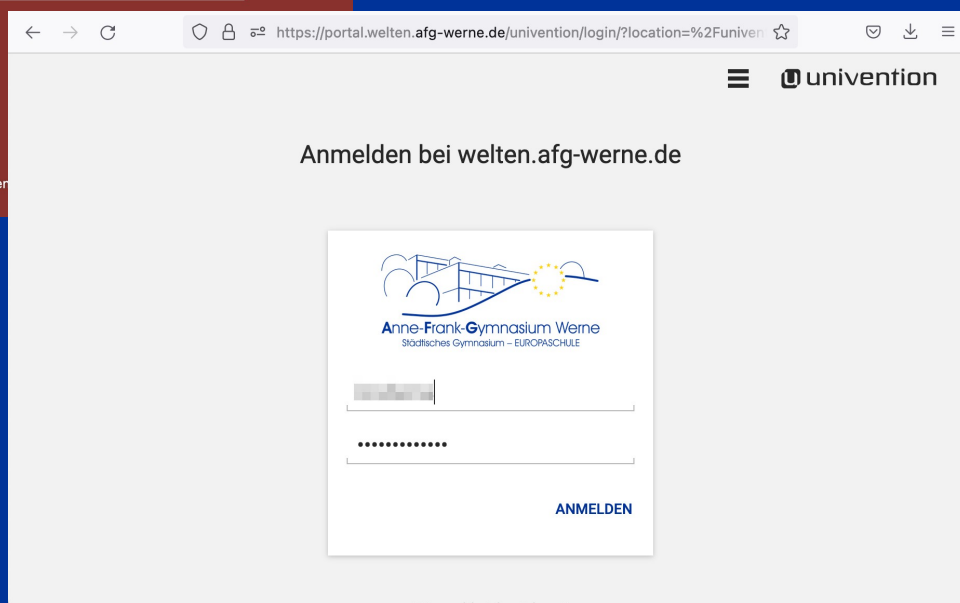 https://portal.welten.afg-werne.de/univention/login/?location=%2Funiven
univention
Anmelden bei welten.afg-werne.de
Anne-Frank-Gymnasium Werne
Städtisches Gymnasium – EUROPASCHULE
•••••••••••••
ANMELDEN